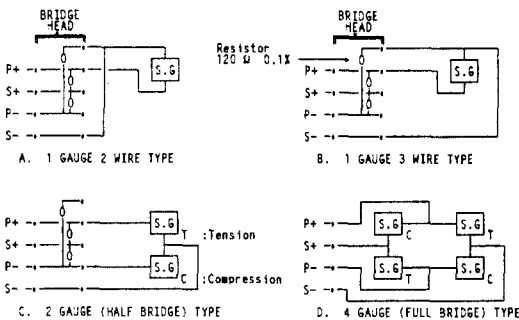 BRIDGE
HEAD
P+
S+
P-
S-
S.G
A. 1 GAUGE 2 WIRE TYPE
BRIDGE
HEAD
Resistor
120 Ω 0.1%
P+
S+
P-
S-
S.G
B. 1 GAUGE 3 WIRE TYPE
P+
S+
P-
S-
S.G
T :Tension
S.G
C :Compression
C. 2 GAUGE (HALF BRIDGE) TYPE
P+
S+
P-
S-
S.G
C
S.G
T
S.G
T
S.G
C
D. 4 GAUGE (FULL BRIDGE) TYPE